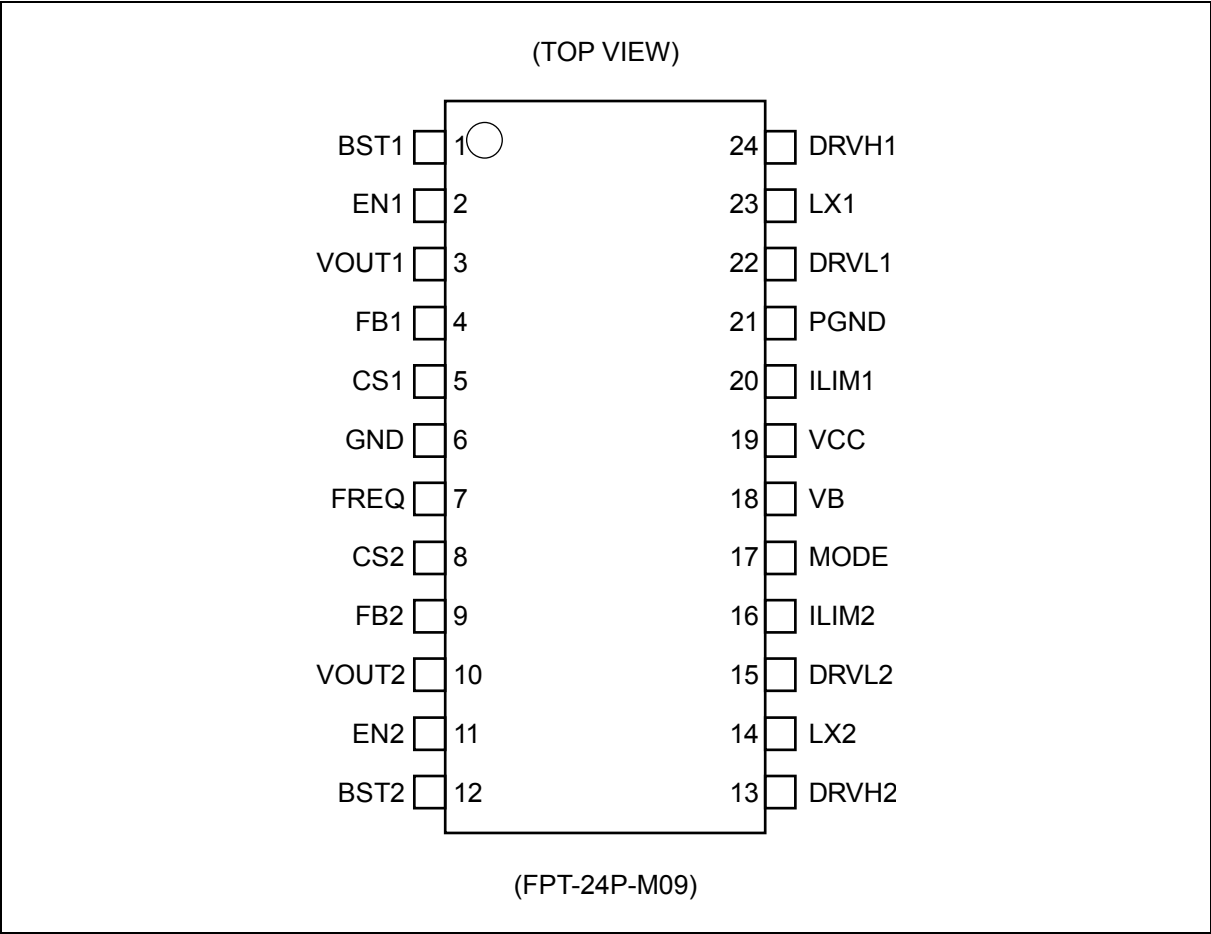 (TOP VIEW)
BST1 1 24 DRVH1
EN1 2 23 LX1
VOUT1 3 22 DRVL1
FB1 4 21 PGND
CS1 5 20 ILIM1
GND 6 19 VCC
FREQ 7 18 VB
CS2 8 17 MODE
FB2 9 16 ILIM2
VOUT2 10 15 DRVL2
EN2 11 14 LX2
BST2 12 13 DRVH2
(FPT-24P-M09)